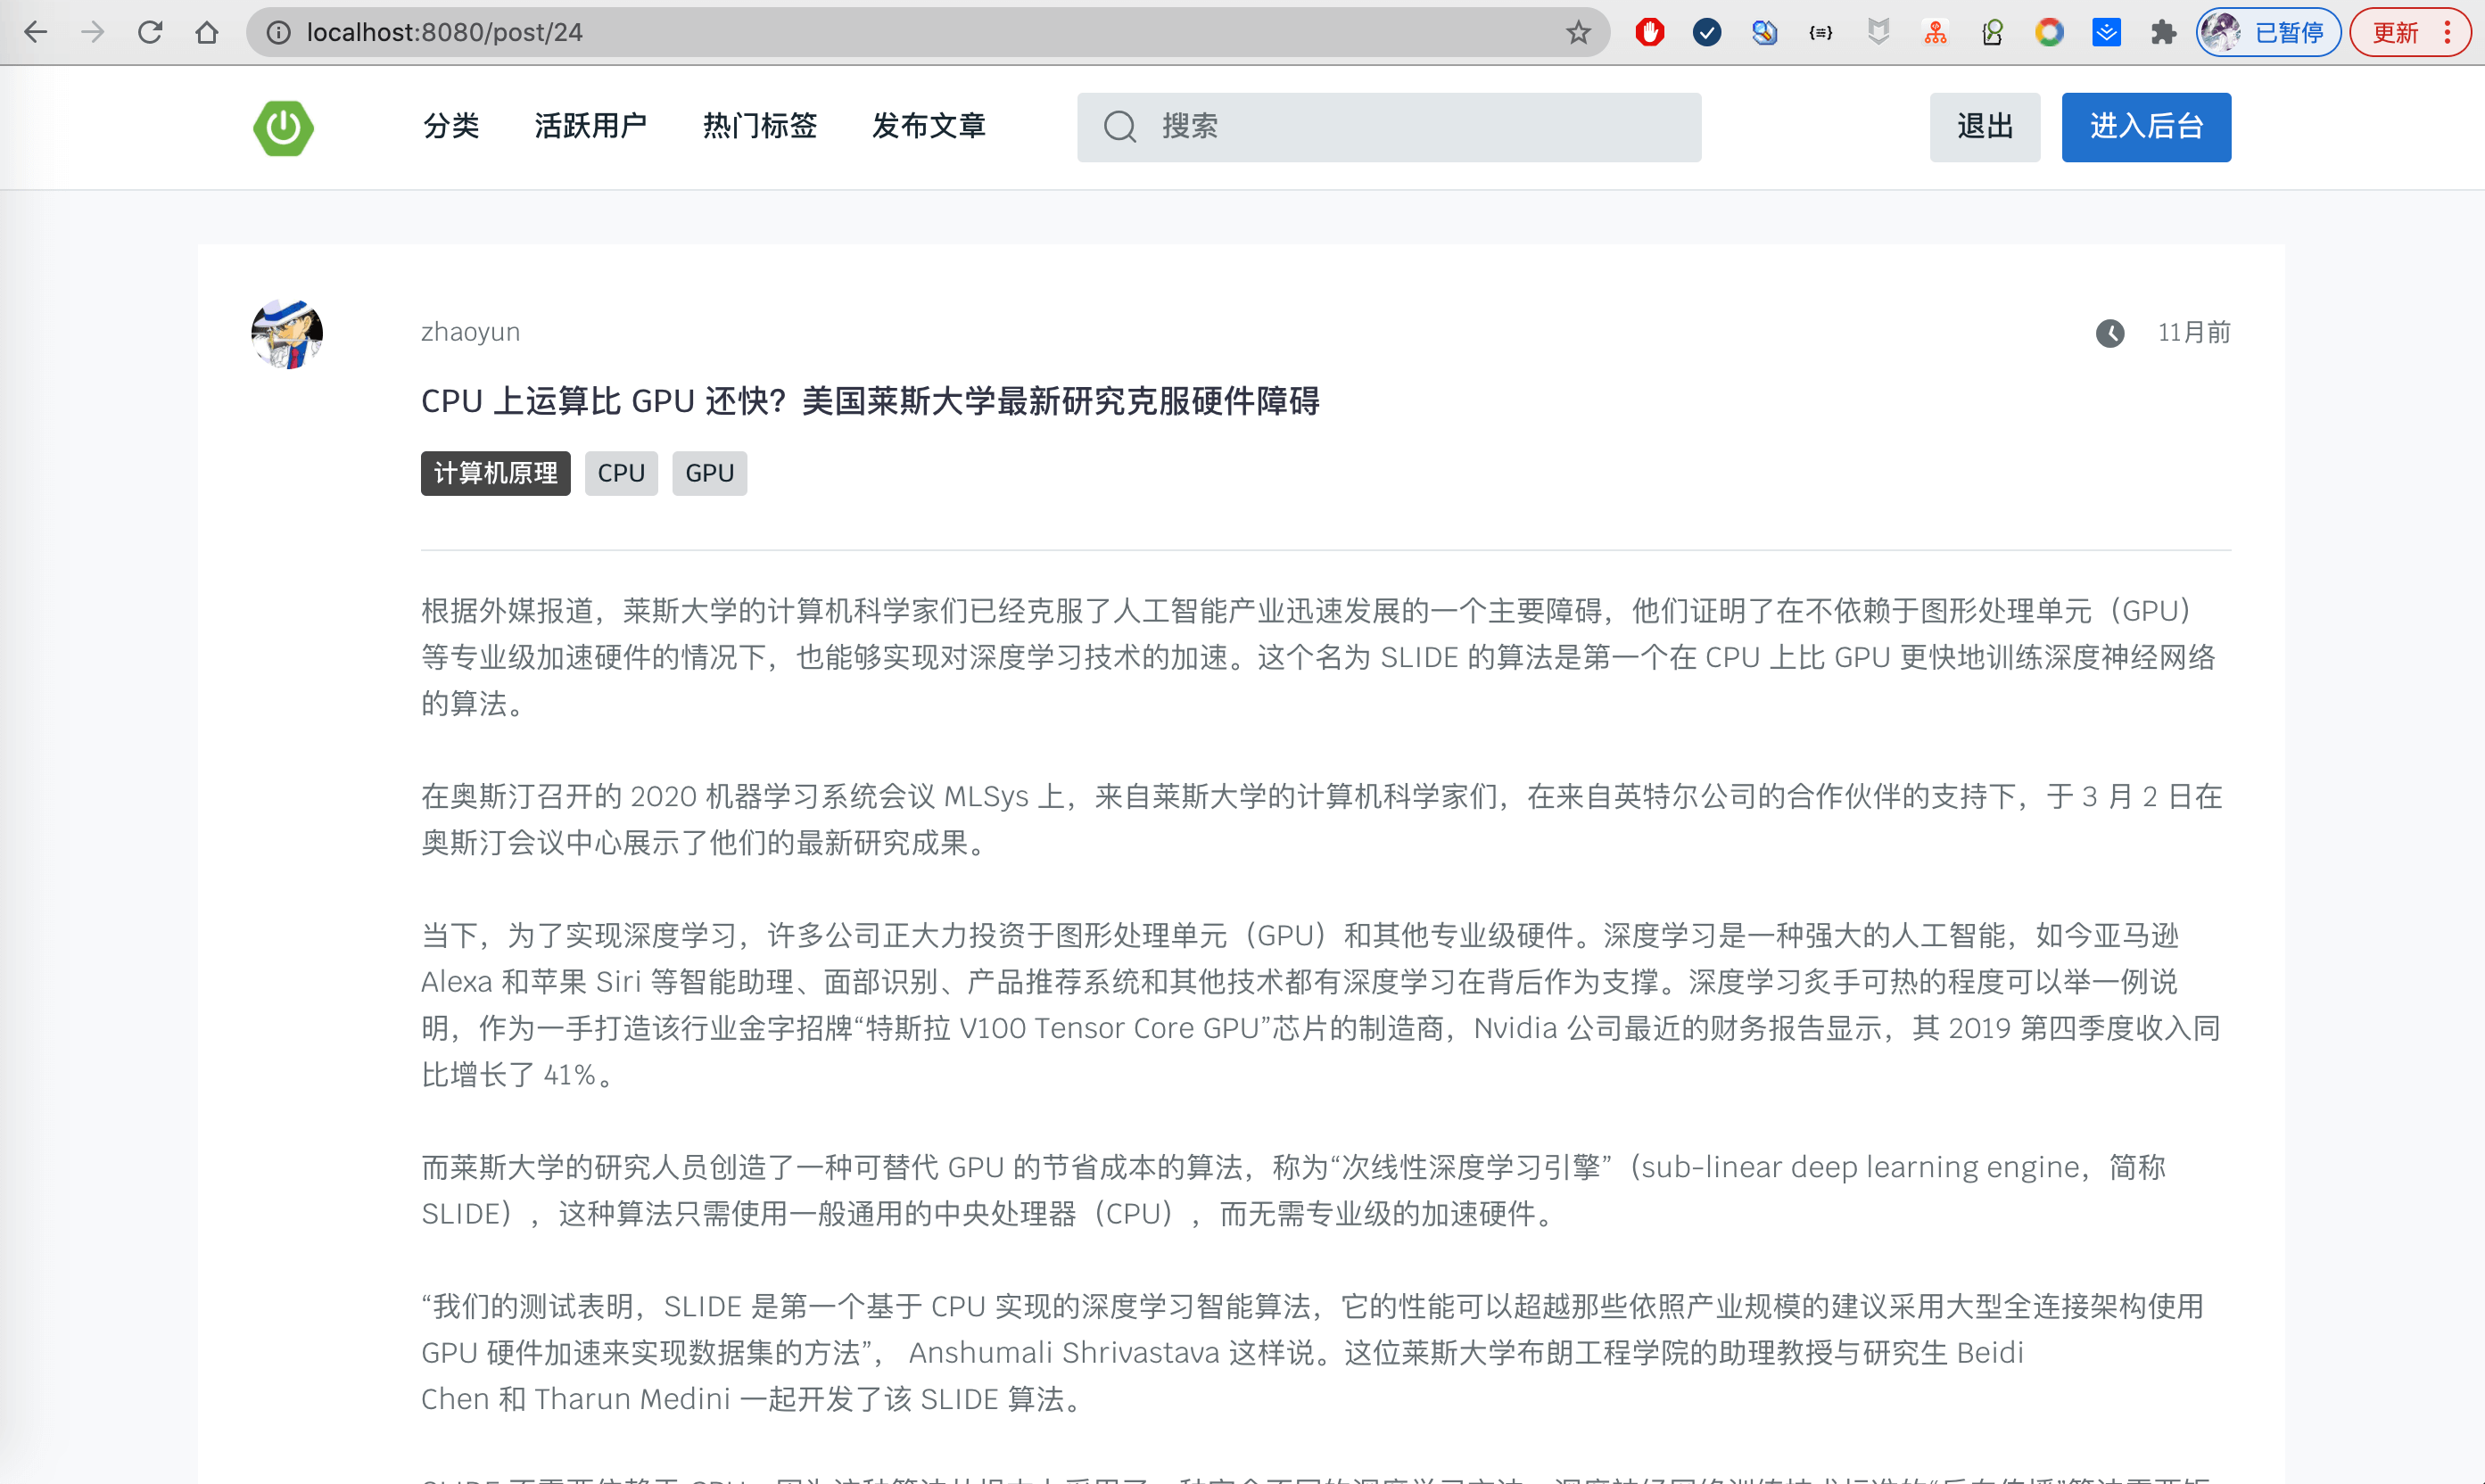 localhost:8080/post/24
已暂停
更新
分类
活跃用户
热门标签
发布文章
搜索
退出
进入后台
zhaoyun
11月前
CPU 上运算比 GPU 还快？美国莱斯大学最新研究克服硬件障碍
计算机原理
CPU
GPU
根据外媒报道，莱斯大学的计算机科学家们已经克服了人工智能产业迅速发展的一个主要障碍，他们证明了在不依赖于图形处理单元（GPU）
等专业级加速硬件的情况下，也能够实现对深度学习技术的加速。这个名为 SLIDE 的算法是第一个在 CPU 上比 GPU 更快地训练深度神经网络
的算法。
在奥斯汀召开的 2020 机器学习系统会议 MLSys 上，来自莱斯大学的计算机科学家们，在来自英特尔公司的合作伙伴的支持下，于 3 月 2 日在
奥斯汀会议中心展示了他们的最新研究成果。
当下，为了实现深度学习，许多公司正大力投资于图形处理单元（GPU）和其他专业级硬件。深度学习是一种强大的人工智能，如今亚马逊
Alexa 和苹果 Siri 等智能助理、面部识别、产品推荐系统和其他技术都有深度学习在背后作为支撑。深度学习炙手可热的程度可以举一例说
明，作为一手打造该行业金字招牌“特斯拉 V100 Tensor Core GPU”芯片的制造商，Nvidia 公司最近的财务报告显示，其 2019 第四季度收入同
比增长了 41%。
而莱斯大学的研究人员创造了一种可替代 GPU 的节省成本的算法，称为“次线性深度学习引擎”（sub-linear deep learning engine，简称
SLIDE），这种算法只需使用一般通用的中央处理器（CPU），而无需专业级的加速硬件。
“我们的测试表明，SLIDE 是第一个基于 CPU 实现的深度学习智能算法，它的性能可以超越那些依照产业规模的建议采用大型全连接架构使用
GPU 硬件加速来实现数据集的方法”， Anshumali Shrivastava 这样说。这位莱斯大学布朗工程学院的助理教授与研究生 Beidi
Chen 和 Tharun Medini 一起开发了该 SLIDE 算法。